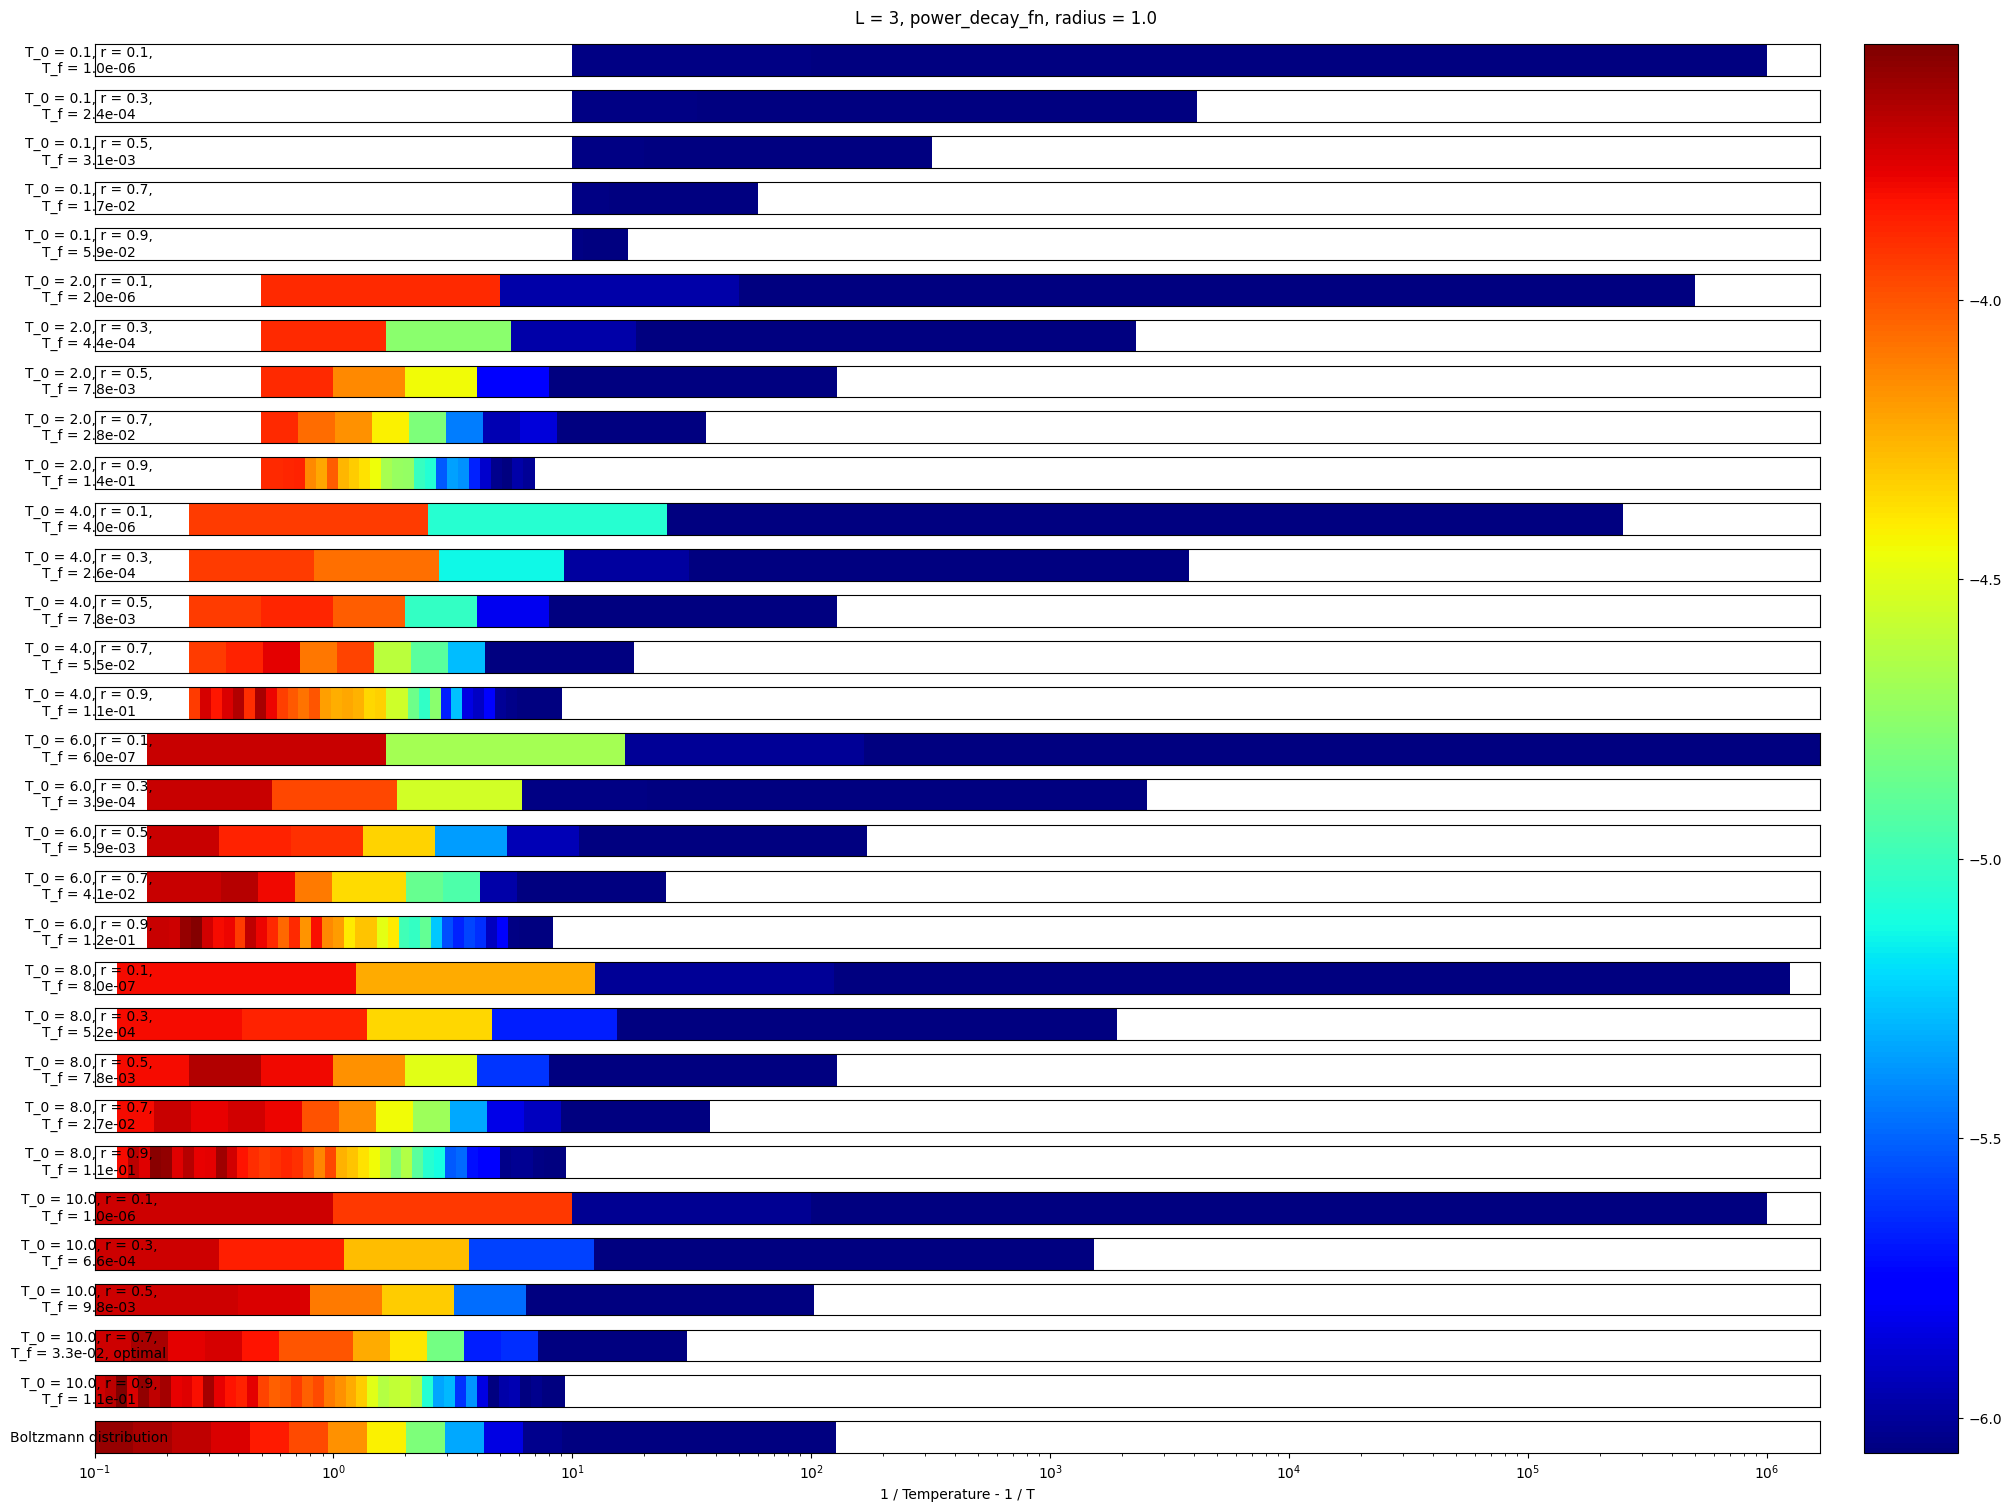 L = 3, power_decay_fn, radius = 1.0
T_0 = 0.1, r = 0.1,
T_f = 1.0e-06
T_0 = 0.1, r = 0.3,
T_f = 2.4e-04
T_0 = 0.1, r = 0.5,
T_f = 3.1e-03
T_0 = 0.1, r = 0.7,
T_f = 1.7e-02
T_0 = 0.1, r = 0.9,
T_f = 5.9e-02
T_0 = 2.0, r = 0.1,
T_f = 2.0e-06
T_0 = 2.0, r = 0.3,
T_f = 4.4e-04
T_0 = 2.0, r = 0.5,
T_f = 7.8e-03
T_0 = 2.0, r = 0.7,
T_f = 2.8e-02
T_0 = 2.0, r = 0.9,
T_f = 1.4e-01
T_0 = 4.0, r = 0.1,
T_f = 4.0e-06
T_0 = 4.0, r = 0.3,
T_f = 2.6e-04
T_0 = 4.0, r = 0.5,
T_f = 7.8e-03
T_0 = 4.0, r = 0.7,
T_f = 5.5e-02
T_0 = 4.0, r = 0.9,
T_f = 1.1e-01
T_0 = 6.0, r = 0.1,
T_f = 6.0e-07
T_0 = 6.0, r = 0.3,
T_f = 3.9e-04
T_0 = 6.0, r = 0.5,
T_f = 5.9e-03
T_0 = 6.0, r = 0.7,
T_f = 4.1e-02
T_0 = 6.0, r = 0.9,
T_f = 1.2e-01
T_0 = 8.0, r = 0.1,
T_f = 8.0e-07
T_0 = 8.0, r = 0.3,
T_f = 5.2e-04
T_0 = 8.0, r = 0.5,
T_f = 7.8e-03
T_0 = 8.0, r = 0.7,
T_f = 2.7e-02
T_0 = 8.0, r = 0.9,
T_f = 1.1e-01
T_0 = 10.0, r = 0.1,
T_f = 1.0e-06
T_0 = 10.0, r = 0.3,
T_f = 6.6e-04
T_0 = 10.0, r = 0.5,
T_f = 9.8e-03
T_0 = 10.0, r = 0.7,
T_f = 3.3e-02, optimal
T_0 = 10.0, r = 0.9,
T_f = 1.1e-01
Boltzmann distribution
10⁻¹ 10⁰ 10¹ 10² 10³ 10⁴ 10⁵ 10⁶
1 / Temperature - 1 / T
−4.0
−4.5
−5.0
−5.5
−6.0